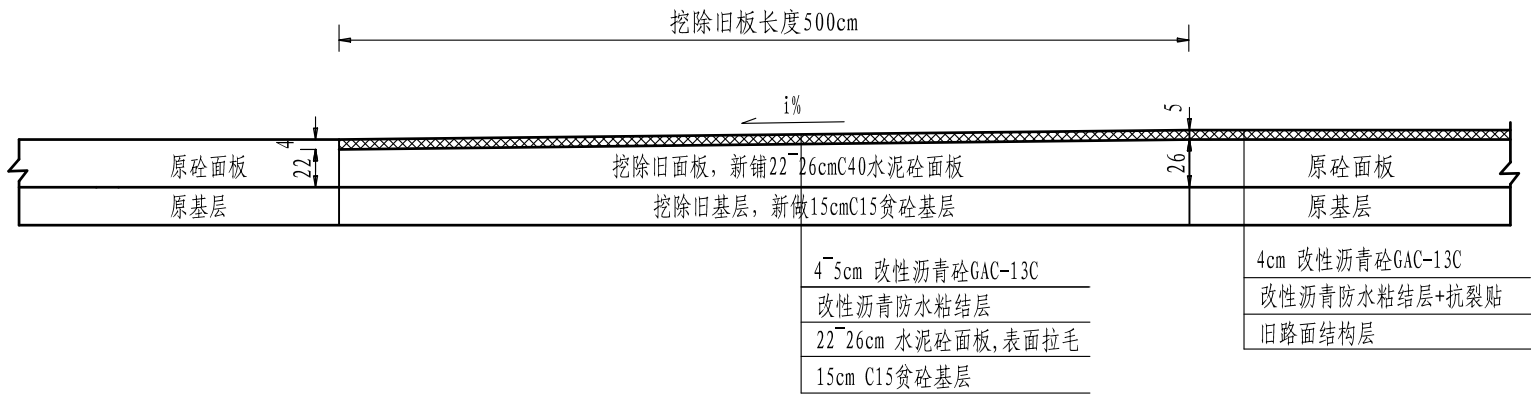 挖除旧板长度500cm
i%
5
4
22
26
原砼面板
挖除旧面板，新铺22~26cmC40水泥砼面板
原砼面板
原基层
挖除旧基层，新做15cmC15贫砼基层
原基层
4~5cm 改性沥青砼GAC-13C
改性沥青防水粘结层
22~26cm 水泥砼面板,表面拉毛
15cm C15贫砼基层
4cm 改性沥青砼GAC-13C
改性沥青防水粘结层+抗裂贴
旧路面结构层